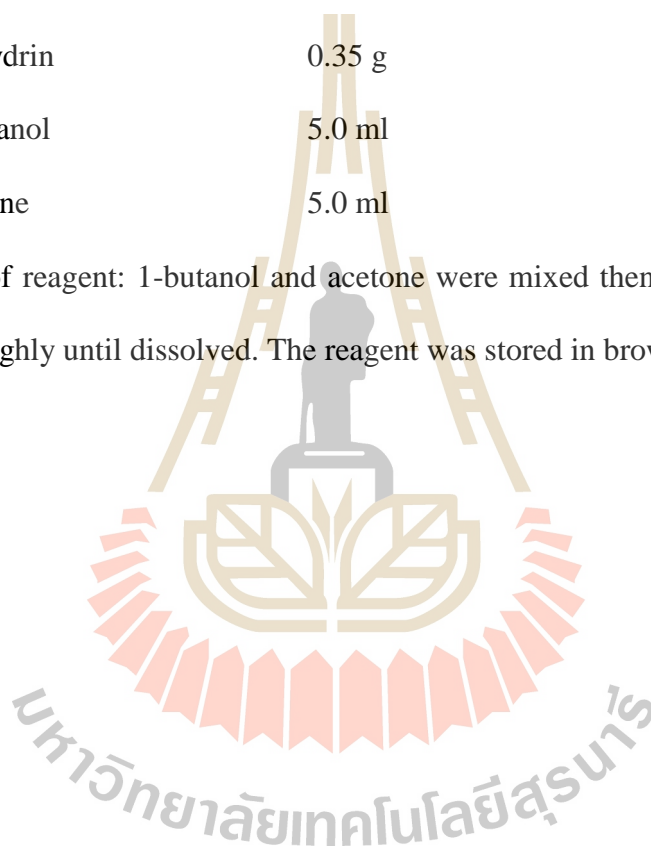 ydrin 0.35 g
anol 5.0 ml
ne 5.0 ml
of reagent: 1-butanol and acetone were mixed then
ghly until dissolved. The reagent was stored in brow
มหาวิทยาลัยเทคโนโลยีสุรนารี